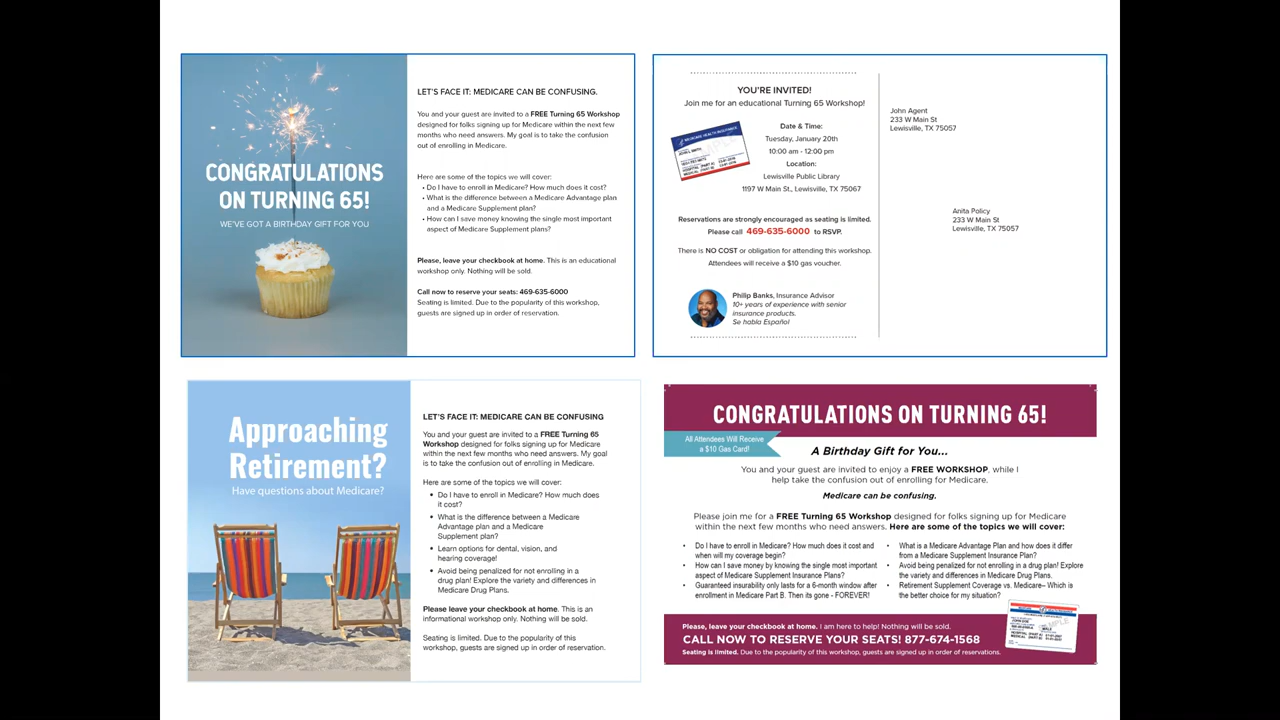 CONGRATULATIONS
ON TURNING 65!
WE'VE GOT A BIRTHDAY GIFT FOR YOU
LET'S FACE IT: MEDICARE CAN BE CONFUSING.
You and your guest are invited to a FREE Turning 65 Workshop
designed for folks signing up for Medicare within the next few
months who need answers. My goal is to take the confusion
out of enrolling in Medicare.
Here are some of the topics we will cover:
• Do I have to enroll in Medicare? How much does it cost?
• What is the difference between a Medicare Advantage plan
and a Medicare Supplement plan?
• How can I save money knowing the single most important
aspect of Medicare Supplement plans?
Please, leave your checkbook at home. This is an educational
workshop only. Nothing will be sold.
Call now to reserve your seats: 469-635-6000
Seating is limited. Due to the popularity of this workshop,
guests are signed up in order of reservation.
YOU'RE INVITED!
Join me for an educational Turning 65 Workshop!
MEDICARE HEALTH INSURANCE
Date & Time:
Tuesday, January 20th
10:00 am - 12:00 pm
Location:
Lewisville Public Library
1197 W Main St., Lewisville, TX 75067
Reservations are strongly encouraged as seating is limited.
Please call 469-635-6000 to RSVP.
There is NO COST or obligation for attending this workshop.
Attendees will receive a $10 gas voucher.
Philip Banks, Insurance Advisor
10+ years of experience with senior
insurance products.
Se habla Español
John Agent
233 W Main St
Lewisville, TX 75057
Anita Policy
233 W Main St
Lewisville, TX 75057
Approaching
Retirement?
Have questions about Medicare?
LET'S FACE IT: MEDICARE CAN BE CONFUSING
You and your guest are invited to a FREE Turning 65
Workshop designed for folks signing up for Medicare
within the next few months who need answers. My goal
is to take the confusion out of enrolling in Medicare.
Here are some of the topics we will cover:
• Do I have to enroll in Medicare? How much does
it cost?
• What is the difference between a Medicare
Advantage plan and a Medicare
Supplement plan?
• Learn options for dental, vision, and
hearing coverage!
• Avoid being penalized for not enrolling in a
drug plan! Explore the variety and differences in
Medicare Drug Plans.
Please leave your checkbook at home. This is an
informational workshop only. Nothing will be sold.
Seating is limited. Due to the popularity of this
workshop, guests are signed up in order of reservation.
CONGRATULATIONS ON TURNING 65!
All Attendees Will Receive
a $10 Gas Card!
A Birthday Gift for You...
You and your guest are invited to enjoy a FREE WORKSHOP, while I
help take the confusion out of enrolling for Medicare.
Medicare can be confusing.
Please join me for a FREE Turning 65 Workshop designed for folks signing up for Medicare
within the next few months who need answers. Here are some of the topics we will cover:
• Do I have to enroll in Medicare? How much does it cost and
when will my coverage begin?
• How can I save money by knowing the single most important
aspect of Medicare Supplement Insurance Plans?
• Guaranteed insurability only lasts for a 6-month window after
enrollment in Medicare Part B. Then its gone - FOREVER!
• What is a Medicare Advantage Plan and how does it differ
from a Medicare Supplement Insurance Plan?
• Avoid being penalized for not enrolling in a drug plan! Explore
the variety and differences in Medicare Drug Plans.
• Retirement Supplement Coverage vs. Medicare– Which is
the better choice for my situation?
Please, leave your checkbook at home. I am here to help! Nothing will be sold.
CALL NOW TO RESERVE YOUR SEATS! 877-674-1568
Seating is limited. Due to the popularity of this workshop, guests are signed up in order of reservations.